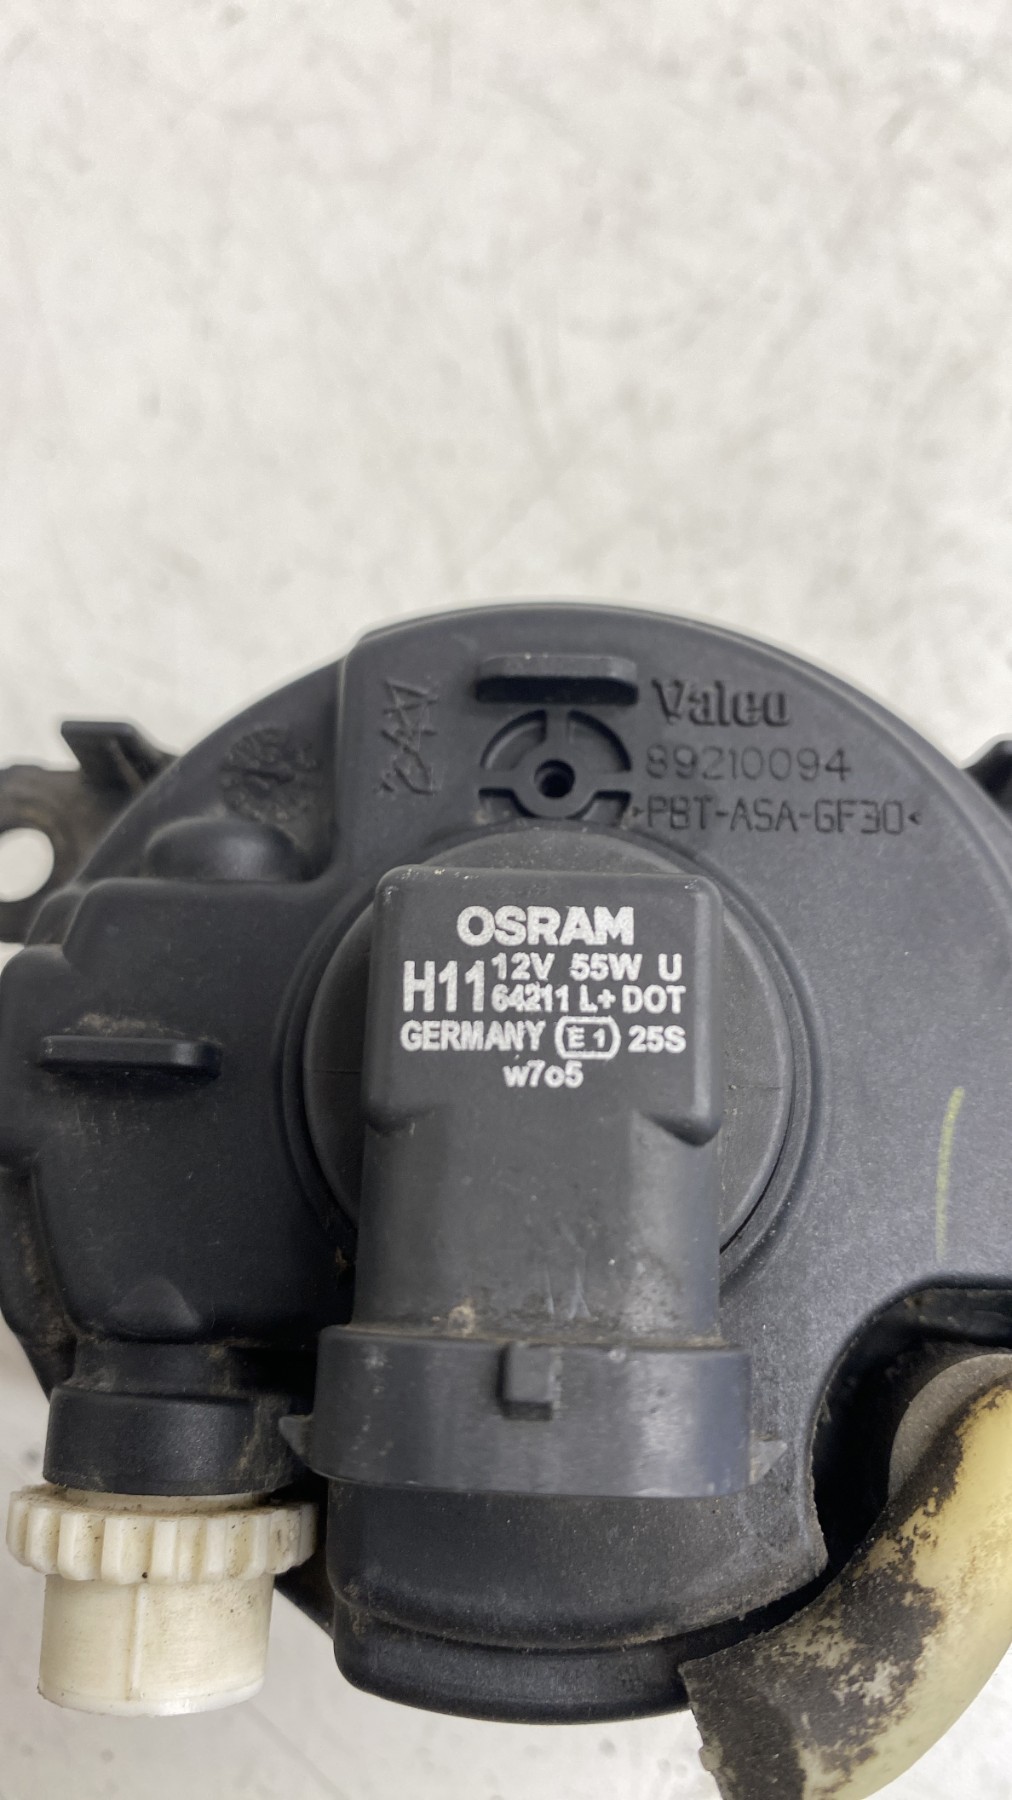 Valeo
89210094
>PBT-ASA-GF30<
OSRAM
H11 12V 55W U
64211 L+ DOT
GERMANY E1 25S
w7o5